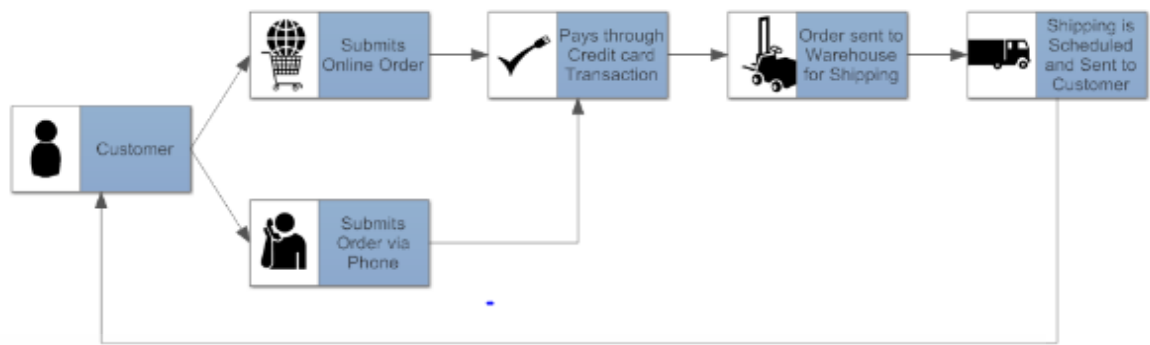 Customer
Submits
Online Order
Submits
Order via
Phone
Pays through
Credit card
Transaction
Order sent to
Warehouse
for Shipping
Shipping is
Scheduled
and Sent to
Customer